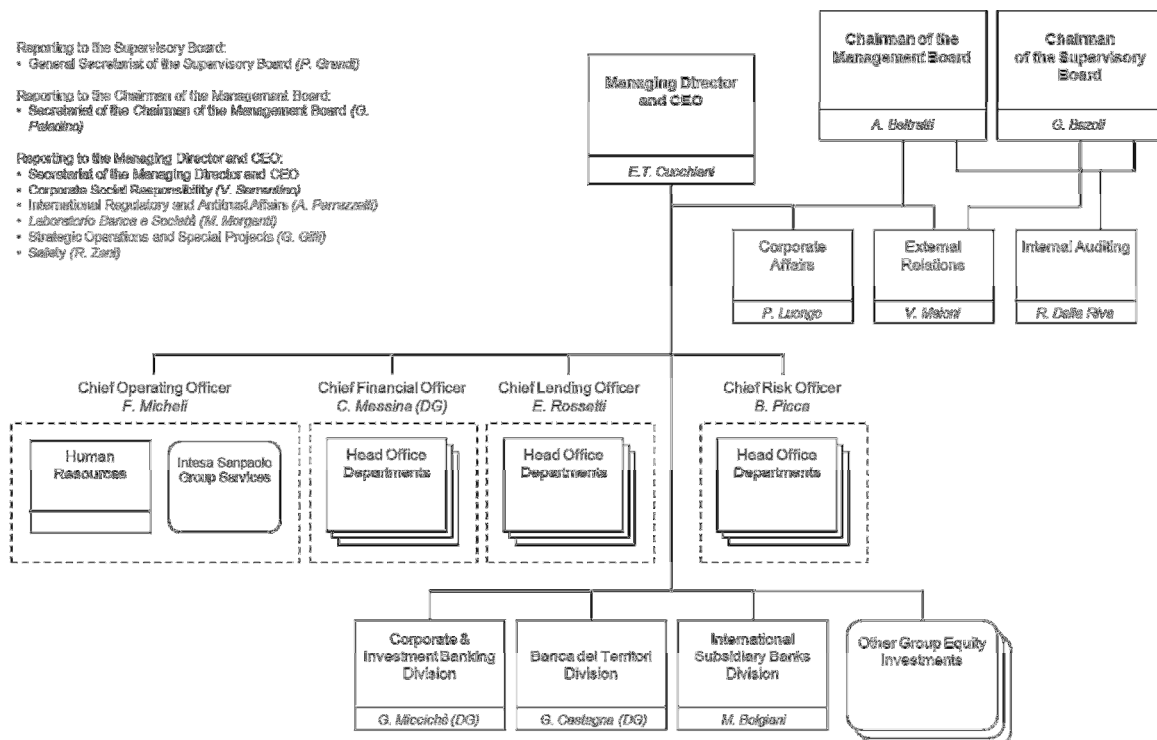 Reporting to the Supervisory Board:
• General Secretariat of the Supervisory Board (P. Grandi)
Reporting to the Chairman of the Management Board:
• Secretariat of the Chairman of the Management Board (G.
Paladino)
Reporting to the Managing Director and CEO:
• Secretariat of the Managing Director and CEO
• Corporate Social Responsibility (V. Sorrentino)
• International Regulatory and Antitrust Affairs (A. Perrazzelli)
• Laboratorio Banca e Società (M. Morganti)
• Strategic Operations and Special Projects (G.
• Safety (R. Zani)
Managing Director
and CEO
E.T. Cucchiani
Chairman of the
Management Board
A. Beltratti
Chairman
of the Supervisory
Board
G. Bazoli
Corporate
Affairs
P. Luongo
External
Relations
V. Meloni
Internal Auditing
R. Dalla Riva
Chief Operating Officer
F. Micheli
Human
Resources
Intesa Sanpaolo
Group Services
Chief Financial Officer
C. Messina (DG)
Head Office
Departments
Chief Lending Officer
E. Rossetti
Head Office
Departments
Chief Risk Officer
B. Picca
Head Office
Departments
Corporate &
Investment Banking
Division
G. Miccichè (DG)
Banca dei Territori
Division
G. Castagna (DG)
International
Subsidiary Banks
Division
M. Bolgiani
Other Group Equity
Investments